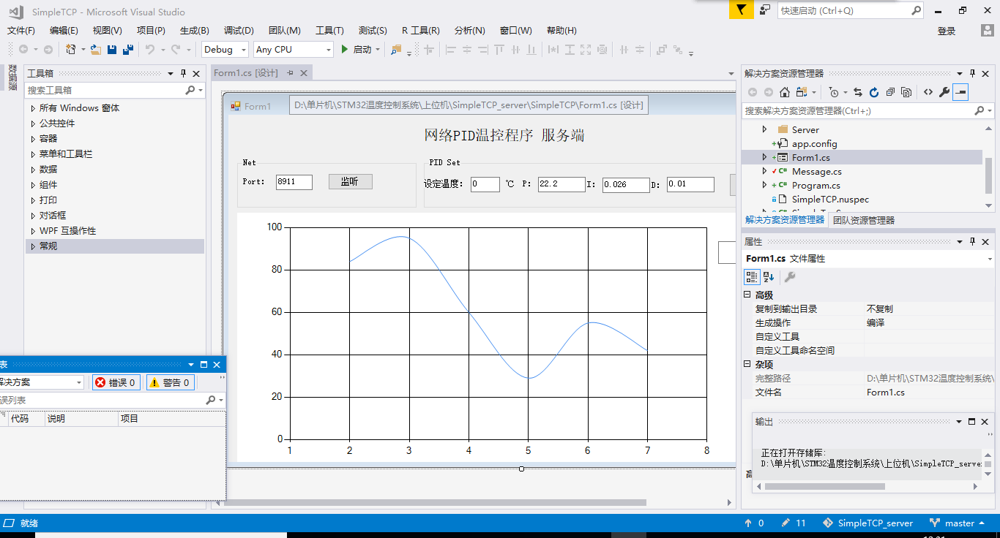 SimpleTCP - Microsoft Visual Studio
快速启动 (Ctrl+Q)
文件(F) 编辑(E) 视图(V) 项目(P) 生成(B) 调试(D) 团队(M) 工具(T) 测试(S) R 工具(R) 分析(N) 窗口(W) 帮助(H)
登录
Debug Any CPU 启动
数据源
工具箱
搜索工具箱
所有 Windows 窗体
公共控件
容器
菜单和工具栏
数据
组件
打印
对话框
WPF 互操作性
常规
Form1.cs [设计]
Form1
D:\单片机\STM32温度控制系统\上位机\SimpleTCP_server\SimpleTCP\Form1.cs [设计]
网络PID温控程序 服务端
Net
Port: 8911 监听
PID Set
设定温度: 0 ℃ P: 22.2 I: 0.026 D: 0.01
100
80
60
40
20
0
1 2 3 4 5 6 7 8
表
解决方案 错误 0 警告 0
误列表
代码 说明 项目
解决方案资源管理器
搜索解决方案资源管理器(Ctrl+;)
Server
app.config
Form1.cs
Message.cs
Program.cs
SimpleTCP.nuspec
解决方案资源管理器 团队资源管理器
属性
Form1.cs 文件属性
高级
复制到输出目录 不复制
生成操作 编译
自定义工具
自定义工具命名空间
杂项
完整路径 D:\单片机\STM32温度控制系统\
文件名 Form1.cs
输出
正在打开存储库:
D:\单片机\STM32温度控制系统\上位机\SimpleTCP_serve
高
就绪
0 11 SimpleTCP_server master